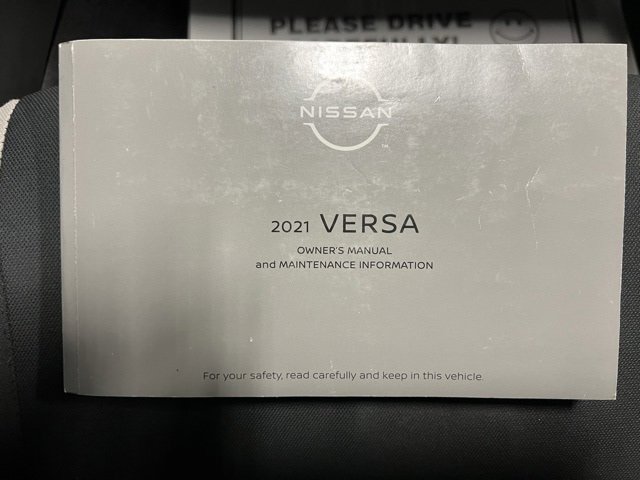 PLEASE DRIVE
NISSAN
TM
2021 VERSA
OWNER'S MANUAL
and MAINTENANCE INFORMATION
For your safety, read carefully and keep in this vehicle.